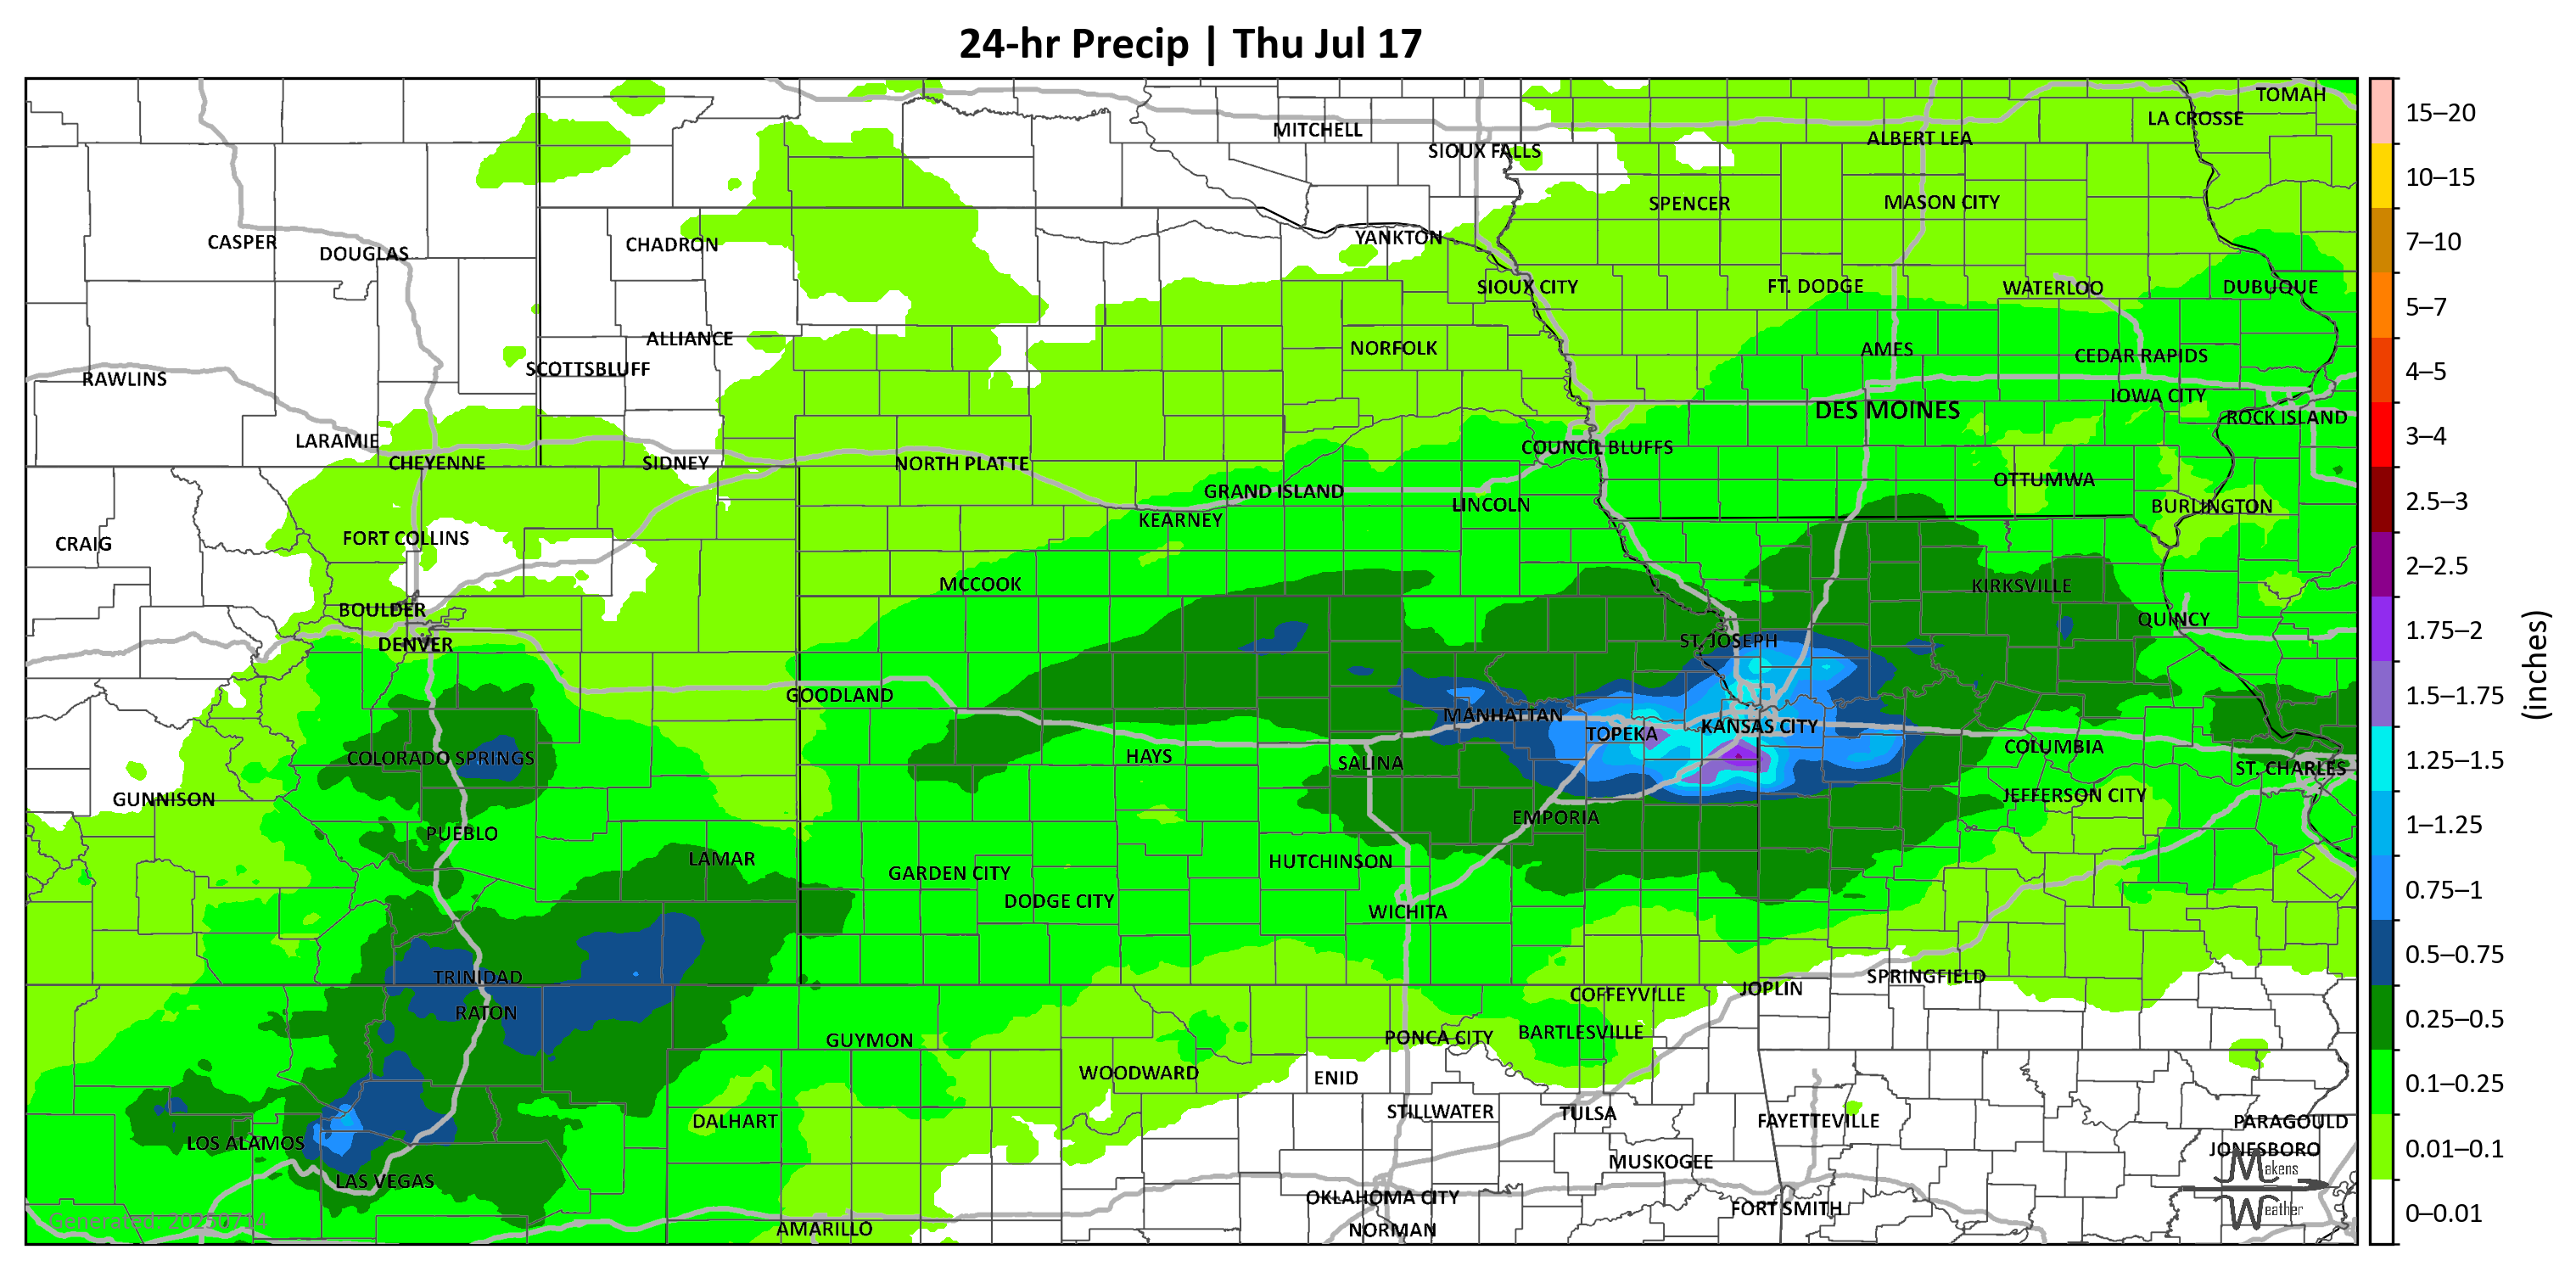 24-hr Precip | Thu Jul 17
TOMAH
LA CROSSE
MITCHELL
ALBERT LEA
SIOUX FALLS
SPENCER
MASON CITY
CASPER
DOUGLAS
CHADRON
YANKTON
SIOUX CITY
FT. DODGE
WATERLOO
DUBUQUE
ALLIANCE
NORFOLK
AMES
CEDAR RAPIDS
SCOTTSBLUFF
RAWLINS
IOWA CITY
DES MOINES
ROCK ISLAND
LARAMIE
COUNCIL BLUFFS
CHEYENNE
SIDNEY
NORTH PLATTE
OTTUMWA
GRAND ISLAND
LINCOLN
BURLINGTON
KEARNEY
FORT COLLINS
CRAIG
MCCOOK
KIRKSVILLE
BOULDER
QUINCY
DENVER
ST. JOSEPH
GOODLAND
MANHATTAN
KANSAS CITY
TOPEKA
COLUMBIA
COLORADO SPRINGS
HAYS
SALINA
ST. CHARLES
GUNNISON
JEFFERSON CITY
EMPORIA
PUEBLO
LAMAR
HUTCHINSON
GARDEN CITY
DODGE CITY
WICHITA
TRINIDAD
SPRINGFIELD
JOPLIN
COFFEYVILLE
RATON
BARTLESVILLE
PONCA CITY
GUYMON
WOODWARD
ENID
STILLWATER
TULSA
DALHART
FAYETTEVILLE
PARAGOULD
LOS ALAMOS
JONESBORO
MUSKOGEE
LAS VEGAS
OKLAHOMA CITY
FORT SMITH
AMARILLO
NORMAN
Generated: 20250714
Makens
Weather
15–20
10–15
7–10
5–7
4–5
3–4
2.5–3
2–2.5
1.75–2
1.5–1.75
1.25–1.5
1–1.25
0.75–1
0.5–0.75
0.25–0.5
0.1–0.25
0.01–0.1
0–0.01
(inches)